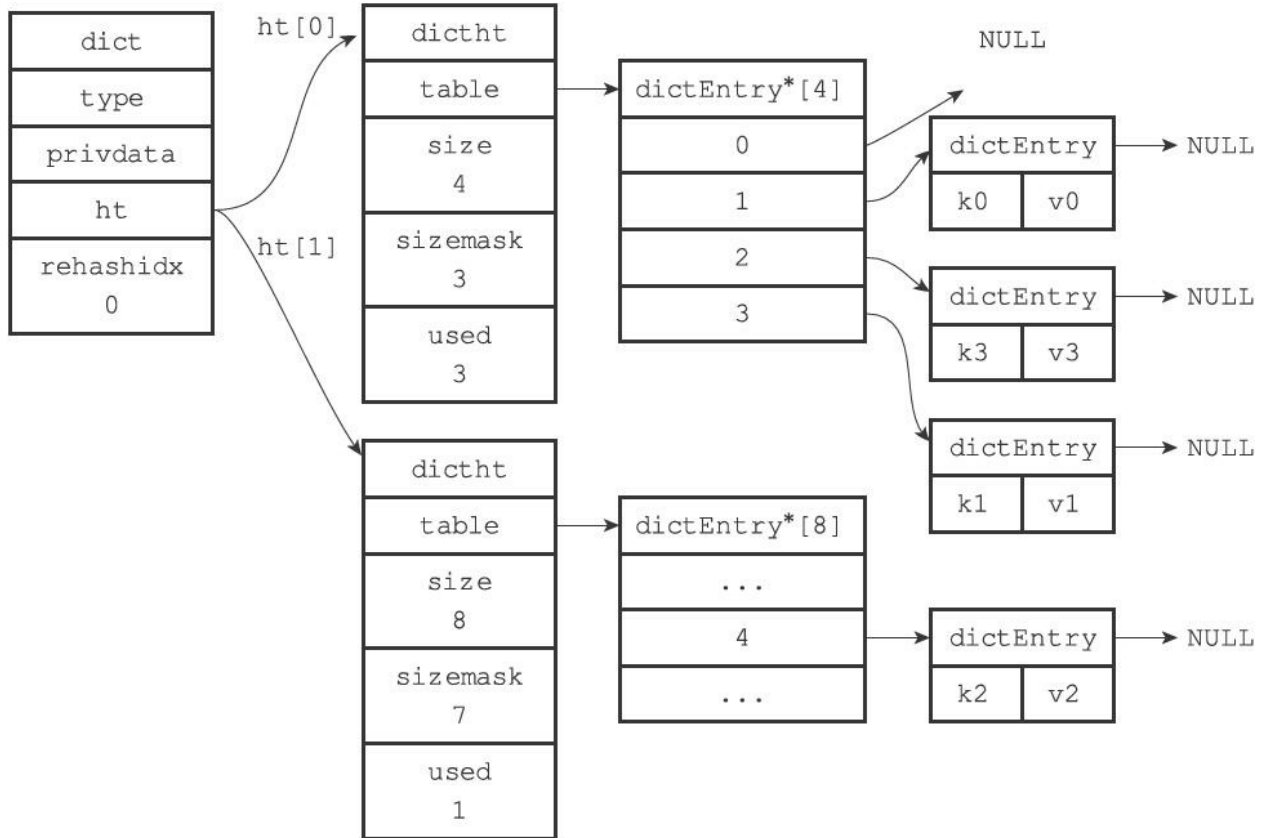 dict
type
privdata
ht
rehashidx
0
ht[0]
ht[1]
dictht
table
size
4
sizemask
3
used
3
dictEntry*[4]
0
1
2
3
NULL
dictEntry
NULL
k0 v0
dictEntry
NULL
k3 v3
dictEntry
NULL
k1 v1
dictht
table
size
8
sizemask
7
used
1
dictEntry*[8]
...
4
...
dictEntry
NULL
k2 v2